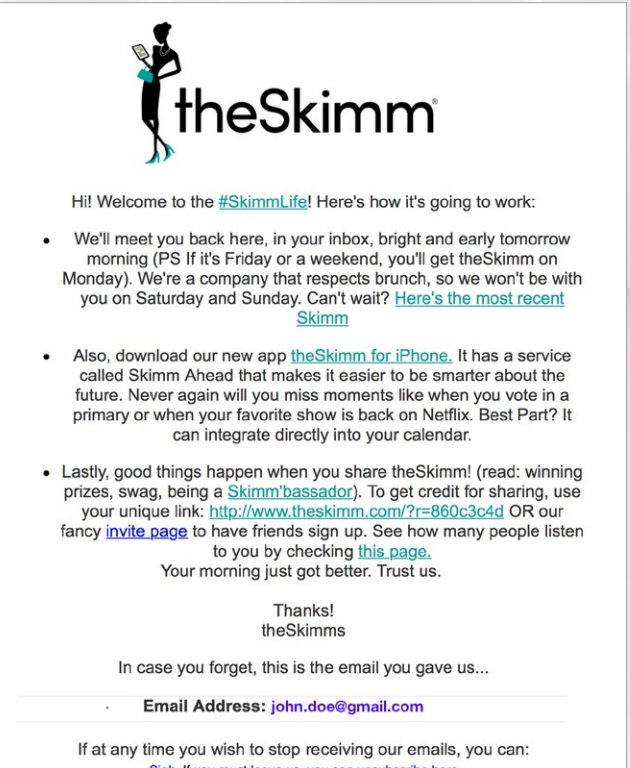 theSkimm®
Hi! Welcome to the #SkimmLife! Here's how it's going to work:
• We'll meet you back here, in your inbox, bright and early tomorrow
morning (PS If it's Friday or a weekend, you'll get theSkimm on
Monday). We're a company that respects brunch, so we won't be with
you on Saturday and Sunday. Can't wait? Here's the most recent
Skimm
• Also, download our new app theSkimm for iPhone. It has a service
called Skimm Ahead that makes it easier to be smarter about the
future. Never again will you miss moments like when you vote in a
primary or when your favorite show is back on Netflix. Best Part? It
can integrate directly into your calendar.
• Lastly, good things happen when you share theSkimm! (read: winning
prizes, swag, being a Skimm'bassador). To get credit for sharing, use
your unique link: http://www.theskimm.com/?r=860c3c4d OR our
fancy invite page to have friends sign up. See how many people listen
to you by checking this page.
Your morning just got better. Trust us.
Thanks!
theSkimms
In case you forget, this is the email you gave us...
· Email Address: john.doe@gmail.com
If at any time you wish to stop receiving our emails, you can: